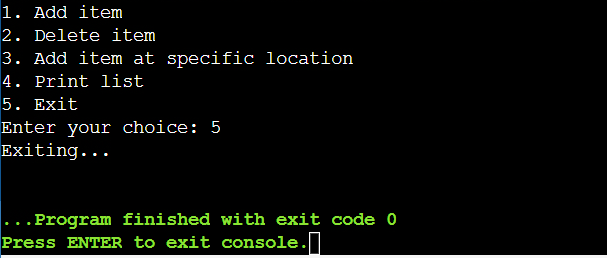 1. Add item
2. Delete item
3. Add item at specific location
4. Print list
5. Exit
Enter your choice: 5
Exiting...
...Program finished with exit code 0
Press ENTER to exit console.